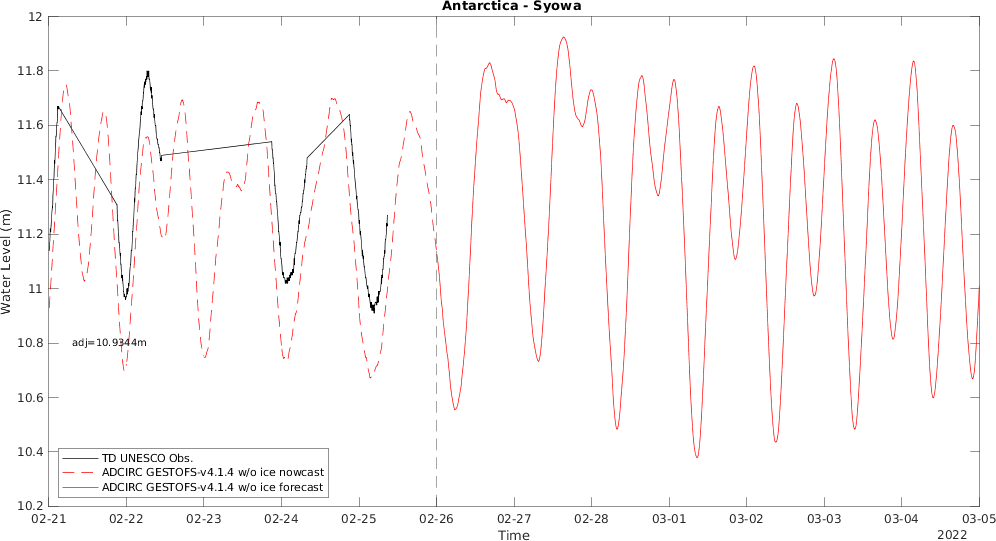 Antarctica - Syowa
12
11.8
11.6
11.4
11.2
11
10.8
10.6
10.4
10.2
Water Level (m)
adj=10.9344m
TD UNESCO Obs.
ADCIRC GESTOFS-v4.1.4 w/o ice nowcast
ADCIRC GESTOFS-v4.1.4 w/o ice forecast
02-21 02-22 02-23 02-24 02-25 02-26 02-27 02-28 03-01 03-02 03-03 03-04 03-05
Time
2022